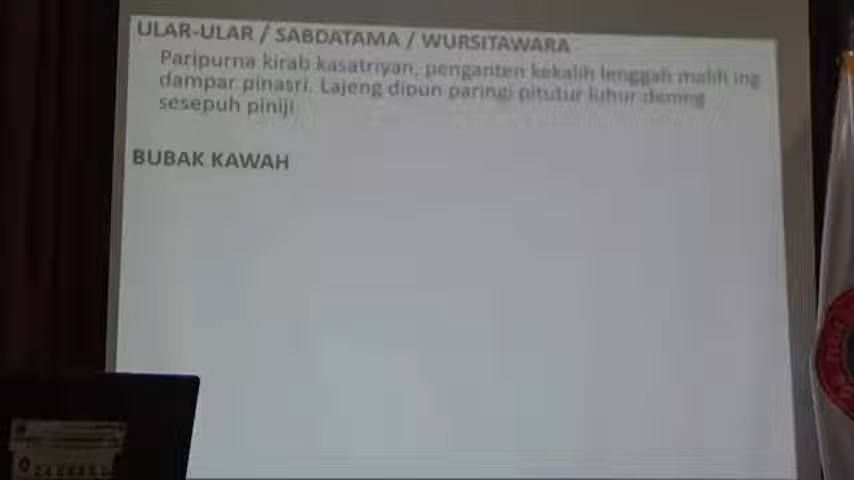 ULAR-ULAR / SABDATAMA / WURSITAWARA
Paripurna kirab kasatriyan, penganten kekalih lenggah malih ing
dampar pinasri. Lajeng dipun paringi pitutur luhur dening
sesepuh piniji
BUBAK KAWAH